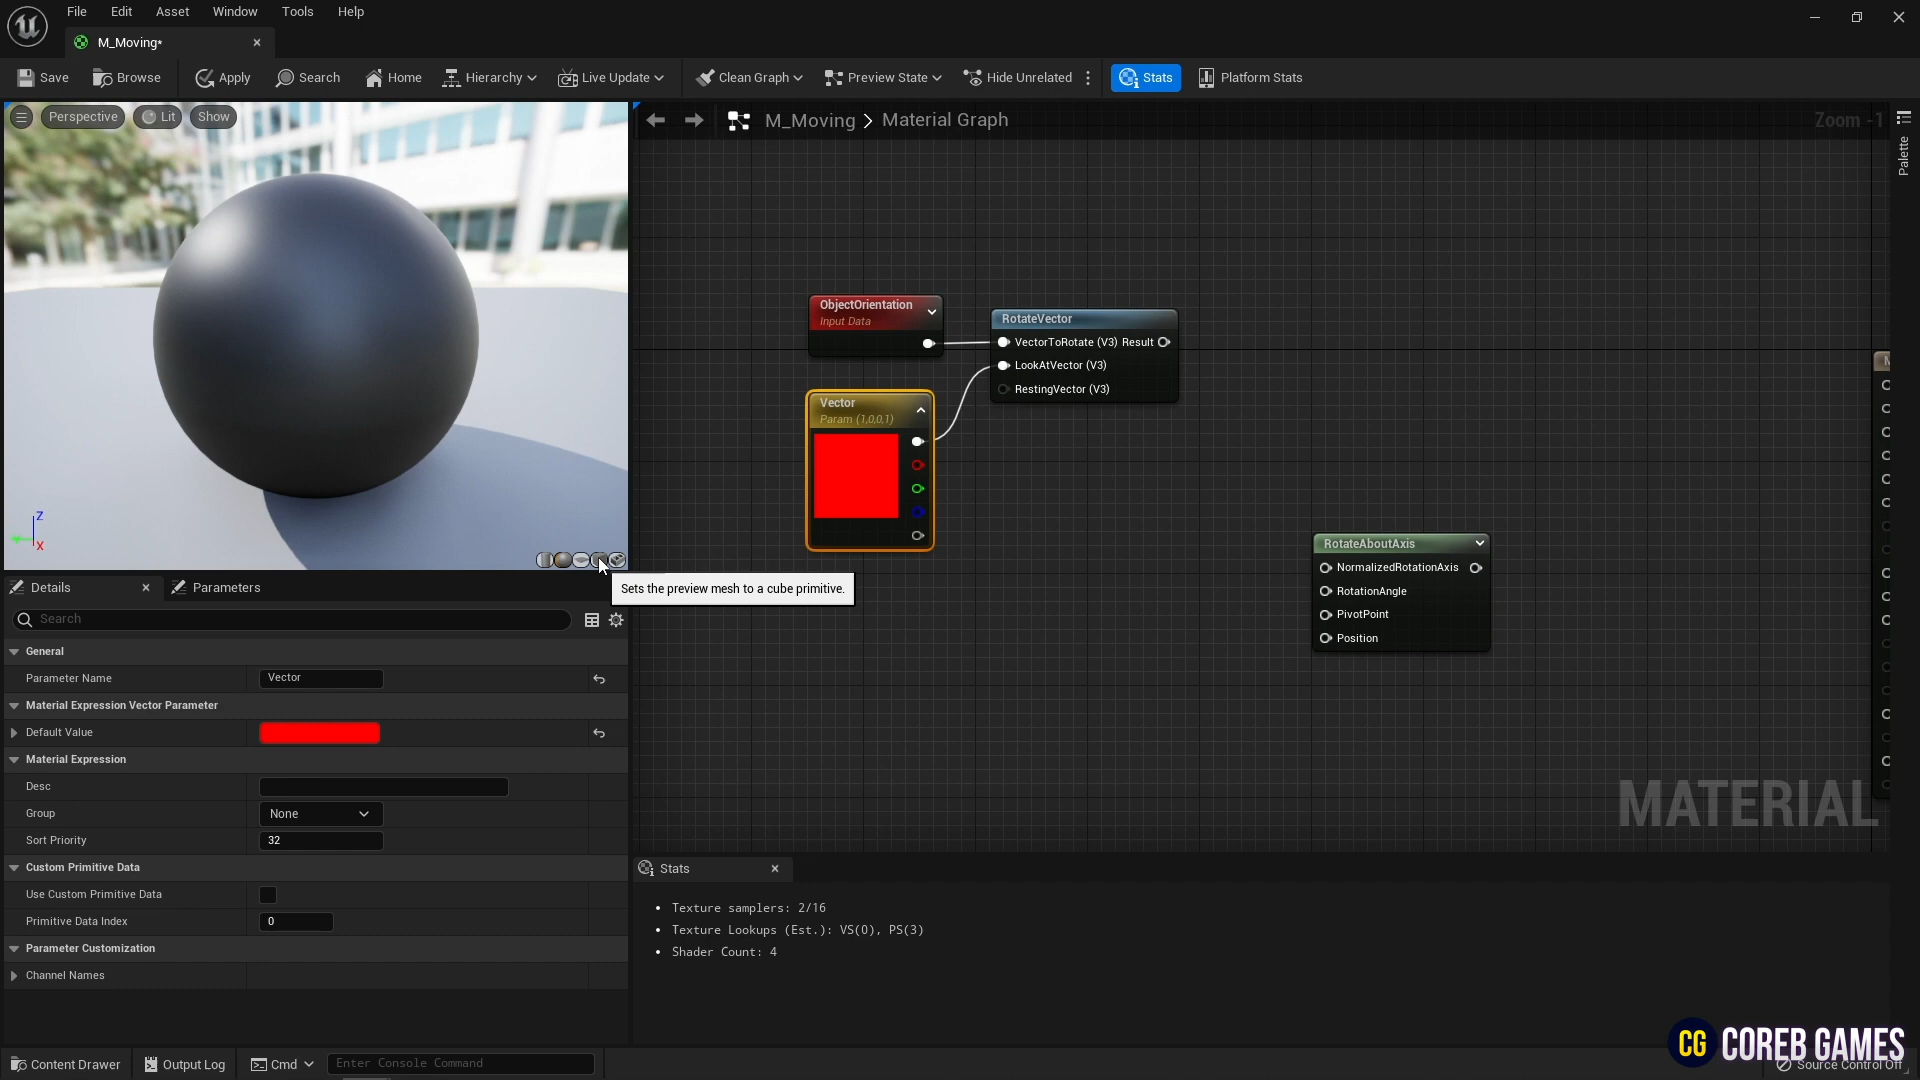 File Edit Asset Window Tools Help
M_Moving*
Save Browse Apply Search Home Hierarchy Live Update Clean Graph Preview State Hide Unrelated Stats Platform Stats
Perspective Lit Show
M_Moving > Material Graph
Zoom -1
Palette
ObjectOrientation
Input Data
RotateVector
VectorToRotate (V3) Result
LookAtVector (V3)
RestingVector (V3)
Vector
Param (1,0,0,1)
RotateAboutAxis
NormalizedRotationAxis
RotationAngle
PivotPoint
Position
MATERIAL
Z
X
Sets the preview mesh to a cube primitive.
Details Parameters
Search
General
Parameter Name Vector
Material Expression Vector Parameter
Default Value
Material Expression
Desc
Group None
Sort Priority 32
Custom Primitive Data
Use Custom Primitive Data
Primitive Data Index 0
Parameter Customization
Channel Names
Stats
• Texture samplers: 2/16
• Texture Lookups (Est.): VS(0), PS(3)
• Shader Count: 4
CG COREB GAMES
Content Drawer Output Log Cmd Enter Console Command Source Control Off